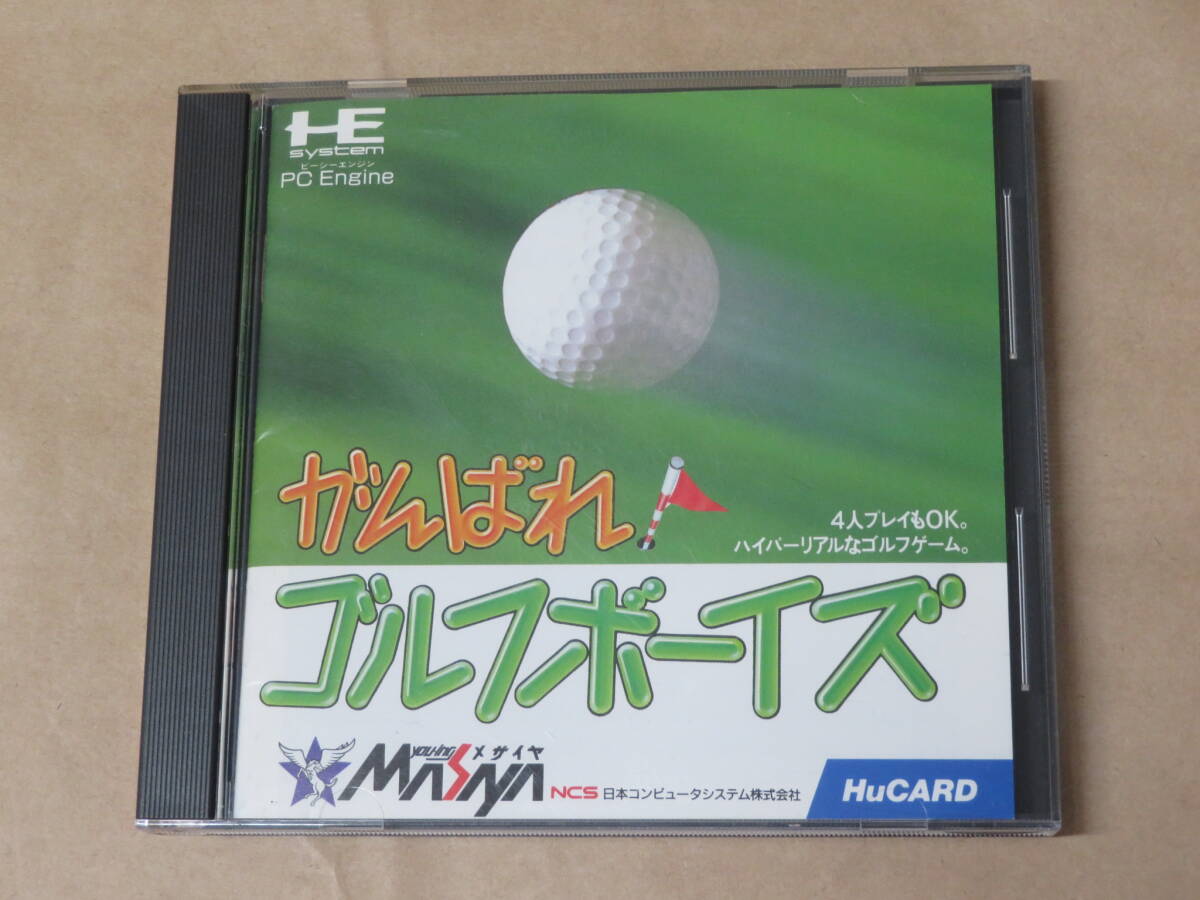 HE
system
ピーシーエンジン
PC Engine
がんばれ
4人プレイもOK。
ハイパーリアルなゴルフゲーム。
ゴルフボーイズ
you-ing メサイヤ
MASAYA
NCS 日本コンピュータシステム株式会社
HuCARD